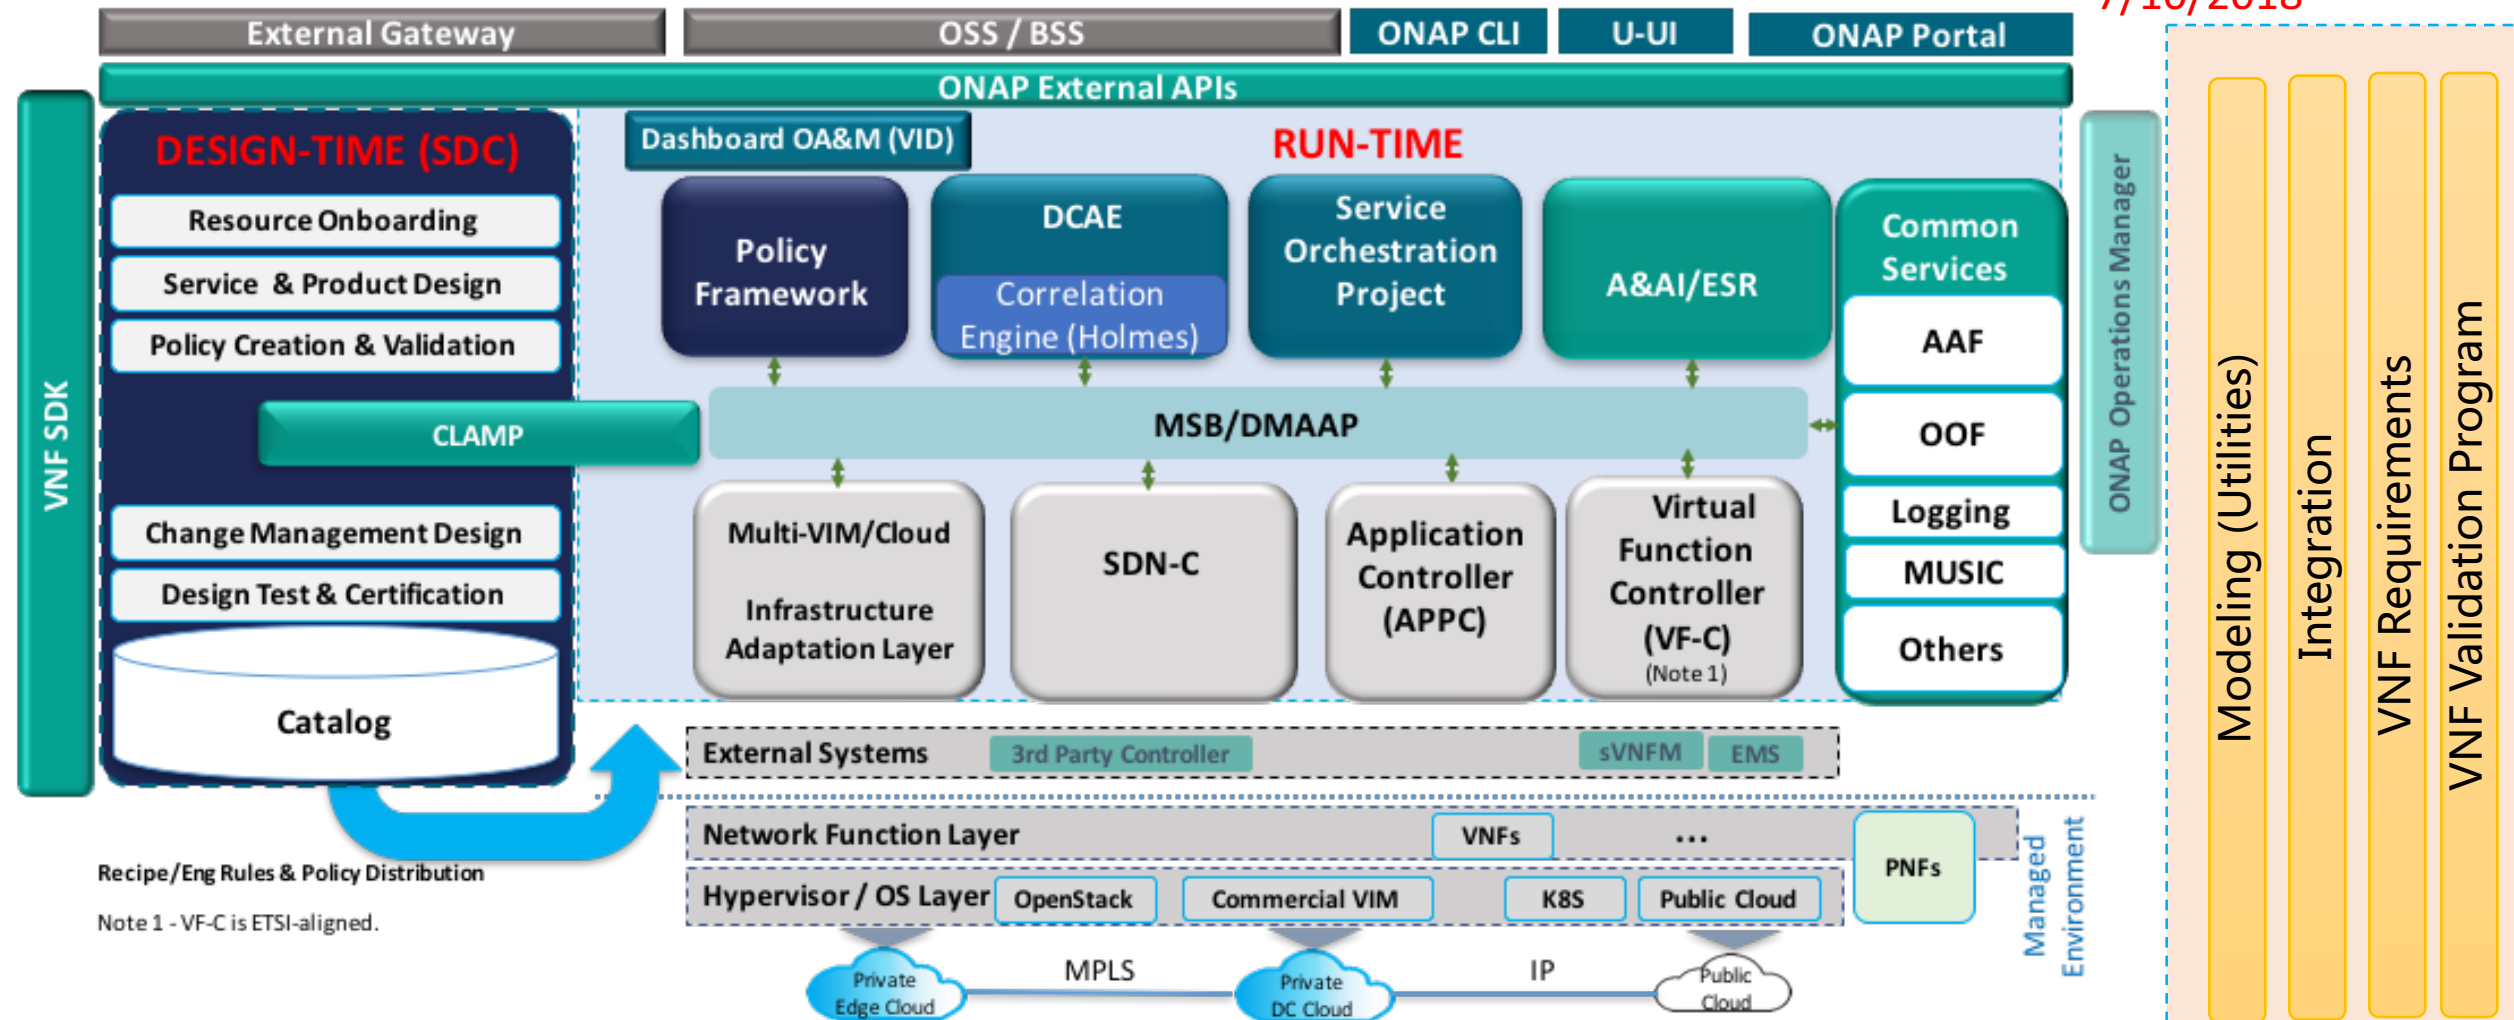 7/10/2018
External Gateway
OSS / BSS
ONAP CLI
U-UI
ONAP Portal
ONAP External APIs
VNF SDK
DESIGN-TIME (SDC)
Resource Onboarding
Service & Product Design
Policy Creation & Validation
CLAMP
Change Management Design
Design Test & Certification
Catalog
Dashboard OA&M (VID)
RUN-TIME
Policy
Framework
DCAE
Correlation
Engine (Holmes)
Service
Orchestration
Project
A&AI/ESR
Common
Services
AAF
OOF
Logging
MUSIC
Others
MSB/DMAAP
Multi-VIM/Cloud
Infrastructure
Adaptation Layer
SDN-C
Application
Controller
(APPC)
Virtual
Function
Controller
(VF-C)
(Note 1)
ONAP Operations Manager
Modeling (Utilities)
Integration
VNF Requirements
VNF Validation Program
External Systems
3rd Party Controller
sVNFM
EMS
Network Function Layer
VNFs
...
PNFs
Hypervisor / OS Layer
OpenStack
Commercial VIM
K8S
Public Cloud
Managed
Environment
Recipe/Eng Rules & Policy Distribution
Note 1 - VF-C is ETSI-aligned.
Private
Edge Cloud
MPLS
Private
DC Cloud
IP
Public
Cloud